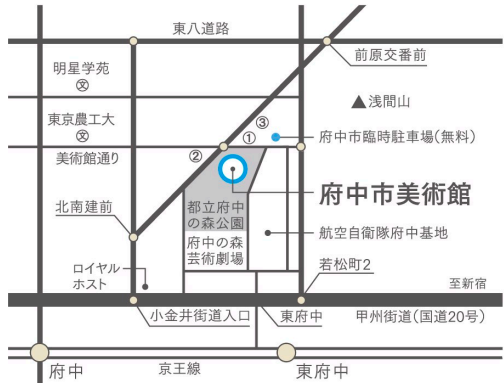 東八道路
前原交番前
明星学苑
文
▲浅間山
東京農工大
文
③
①
府中市臨時駐車場(無料)
美術館通り
②
府中市美術館
北南建前
都立府中
の森公園
府中の森
芸術劇場
航空自衛隊府中基地
ロイヤル
ホスト
若松町2
至新宿
小金井街道入口
東府中
甲州街道(国道20号)
府中
京王線
東府中